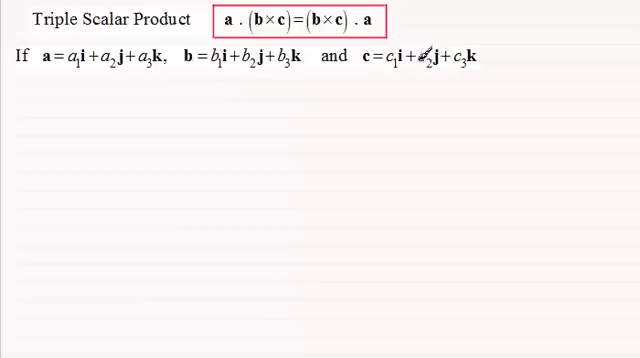 Triple Scalar Product a . (b × c) = (b × c) . a
If a = a₁i + a₂j + a₃k, b = b₁i + b₂j + b₃k and c = c₁i + c₂j + c₃k